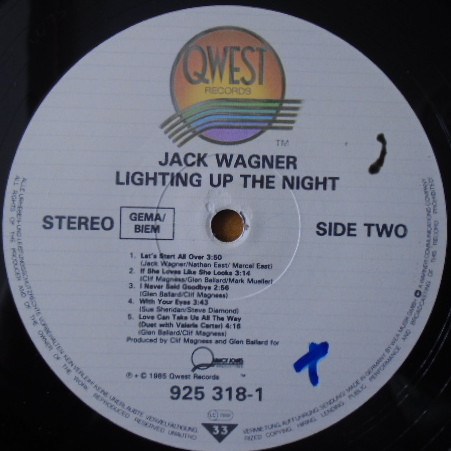 QWEST
RECORDS
TM
JACK WAGNER
LIGHTING UP THE NIGHT
STEREO
GEMA/
BIEM
SIDE TWO
1. Let's Start All Over 3:50
(Jack Wagner/Nathan East/ Marcel East)
2. If She Loves Like She Looks 3:14
(Clif Magness/Glen Ballard/Mark Mueller)
3. I Never Said Goodbye 2:56
(Glen Ballard/Clif Magness)
4. With Your Eyes 3:43
(Sue Sheridan/Steve Diamond)
5. Love Can Take Us All The Way
(Duet with Valerie Carter) 4:16
(Glen Ballard/Clif Magness)
Produced by Clif Magness and Glen Ballard for
QUINCY JONES
PRODUCTIONS
℗ + © 1985 Qwest Records
925 318-1
33